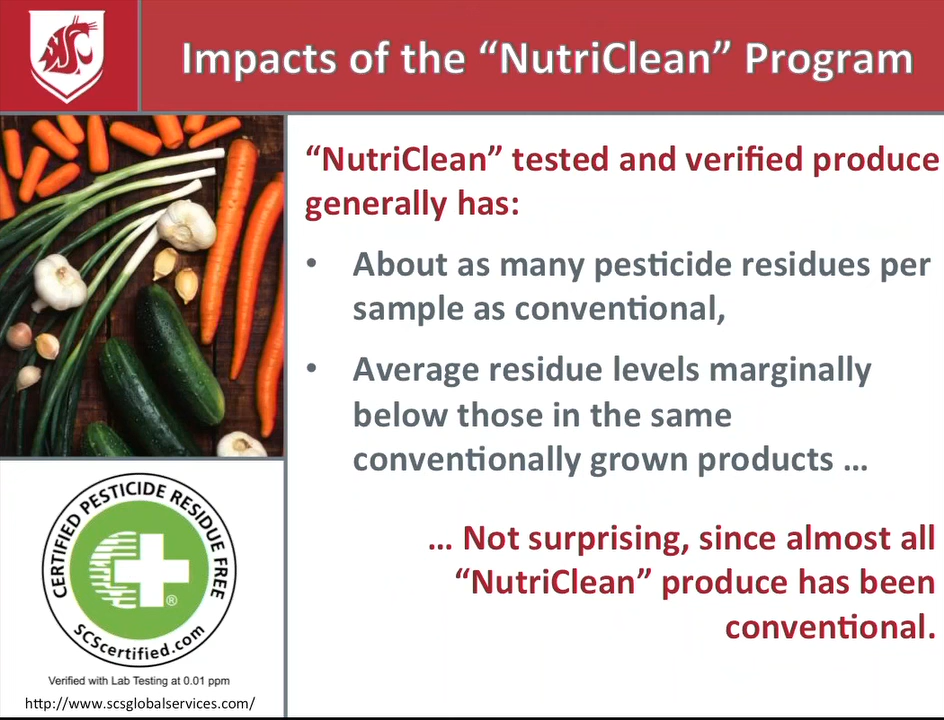 Impacts of the “NutriClean” Program
“NutriClean” tested and verified produce
generally has:
• About as many pesticide residues per
sample as conventional,
• Average residue levels marginally
below those in the same
conventionally grown products ...
... Not surprising, since almost all
“NutriClean” produce has been
conventional.
CERTIFIED PESTICIDE RESIDUE FREE
®
SCScertified.com
Verified with Lab Testing at 0.01 ppm
http://www.scsglobalservices.com/